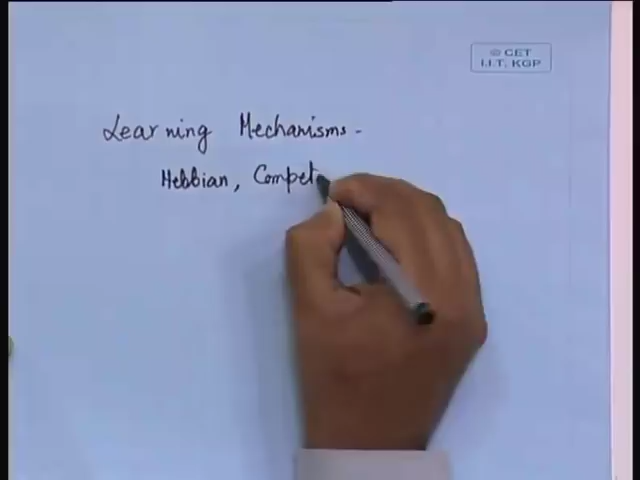 © CET
I.I.T. KGP
Learning Mechanisms -
Hebbian, Compet